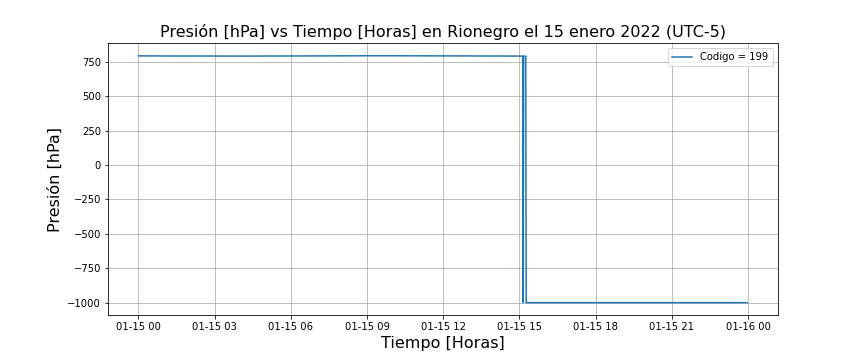 Presión [hPa] vs Tiempo [Horas] en Rionegro el 15 enero 2022 (UTC-5)
Codigo = 199
Presión [hPa]
750
500
250
0
−250
−500
−750
−1000
01-15 00 01-15 03 01-15 06 01-15 09 01-15 12 01-15 15 01-15 18 01-15 21 01-16 00
Tiempo [Horas]